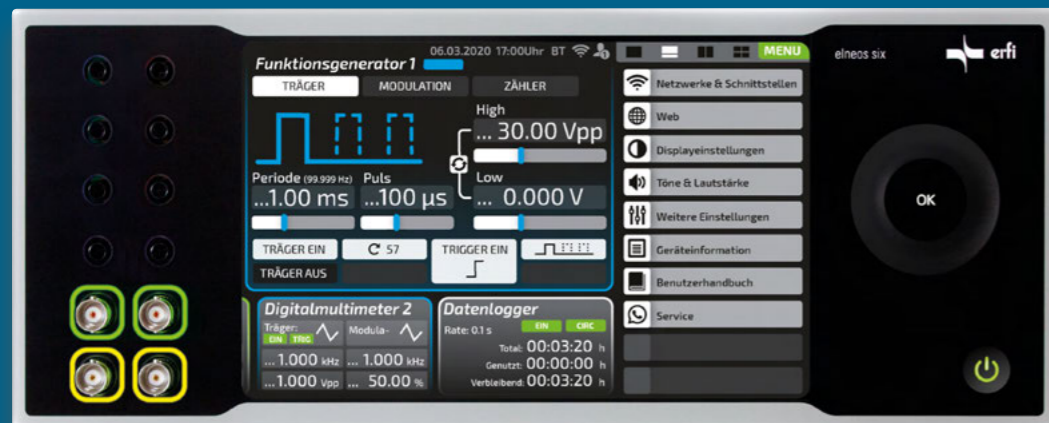 06.03.2020 17:00Uhr BT
MENU
elneos six
erfi
Funktionsgenerator 1
TRÄGER
MODULATION
ZÄHLER
High
... 30.00 Vpp
Periode (99.999 Hz)
Puls
Low
...1.00 ms
...100 µs
... 0.000 V
TRÄGER EIN
57
TRIGGER EIN
TRÄGER AUS
Digitalmultimeter 2
Träger:
EIN TRIG
Modula-
... 1.000 kHz
... 1.000 kHz
...1.000 Vpp
... 50.00 %
Datenlogger
Rate: 0.1 s
EIN
CIRC
Total: 00:03:20 h
Genutzt: 00:00:00 h
Verbleibend: 00:03:20 h
Netzwerke & Schnittstellen
Web
Displayeinstellungen
Töne & Lautstärke
Weitere Einstellungen
Geräteinformation
Benutzerhandbuch
Service
OK